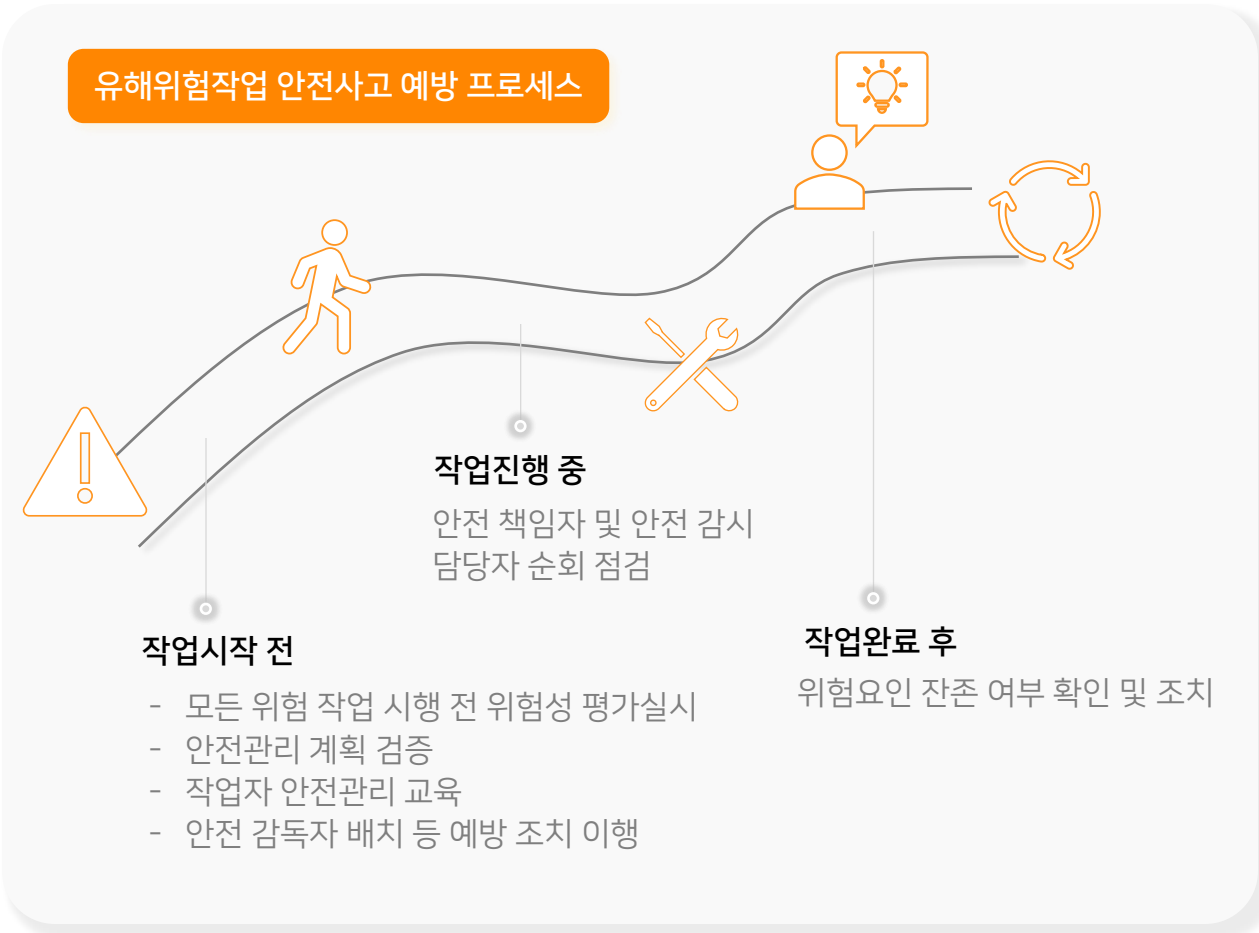 유해위험작업 안전사고 예방 프로세스
작업진행 중
안전 책임자 및 안전 감시
담당자 순회 점검
작업시작 전
- 모든 위험 작업 시행 전 위험성 평가실시
- 안전관리 계획 검증
- 작업자 안전관리 교육
- 안전 감독자 배치 등 예방 조치 이행
작업완료 후
위험요인 잔존 여부 확인 및 조치